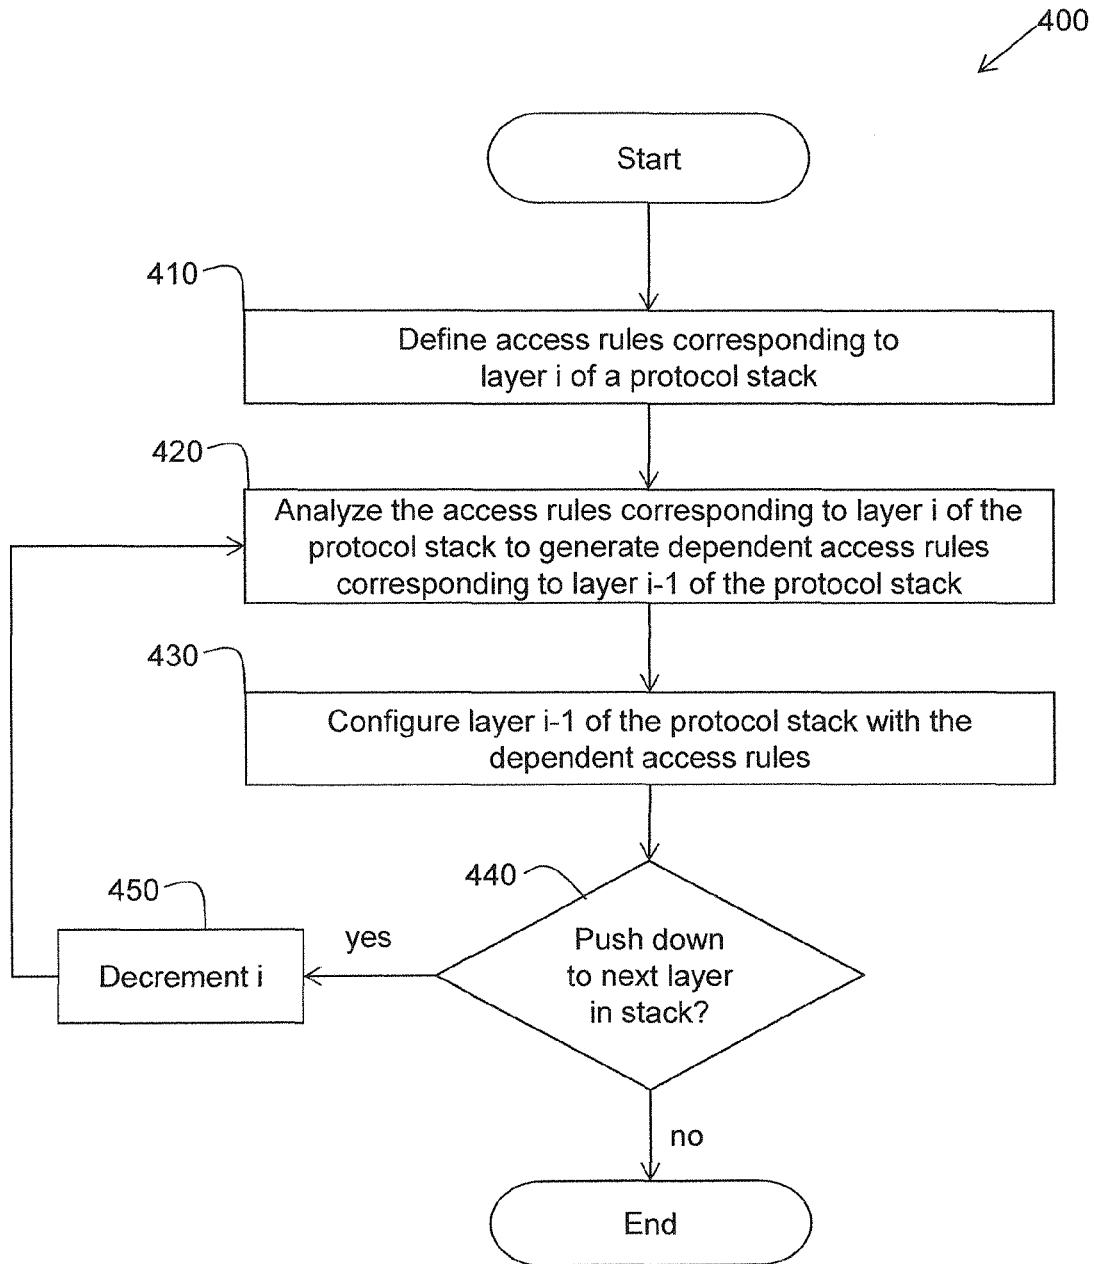 400
Start
410
Define access rules corresponding to
layer i of a protocol stack
420
Analyze the access rules corresponding to layer i of the
protocol stack to generate dependent access rules
corresponding to layer i-1 of the protocol stack
430
Configure layer i-1 of the protocol stack with the
dependent access rules
440
Push down
to next layer
in stack?
yes
450
Decrement i
no
End